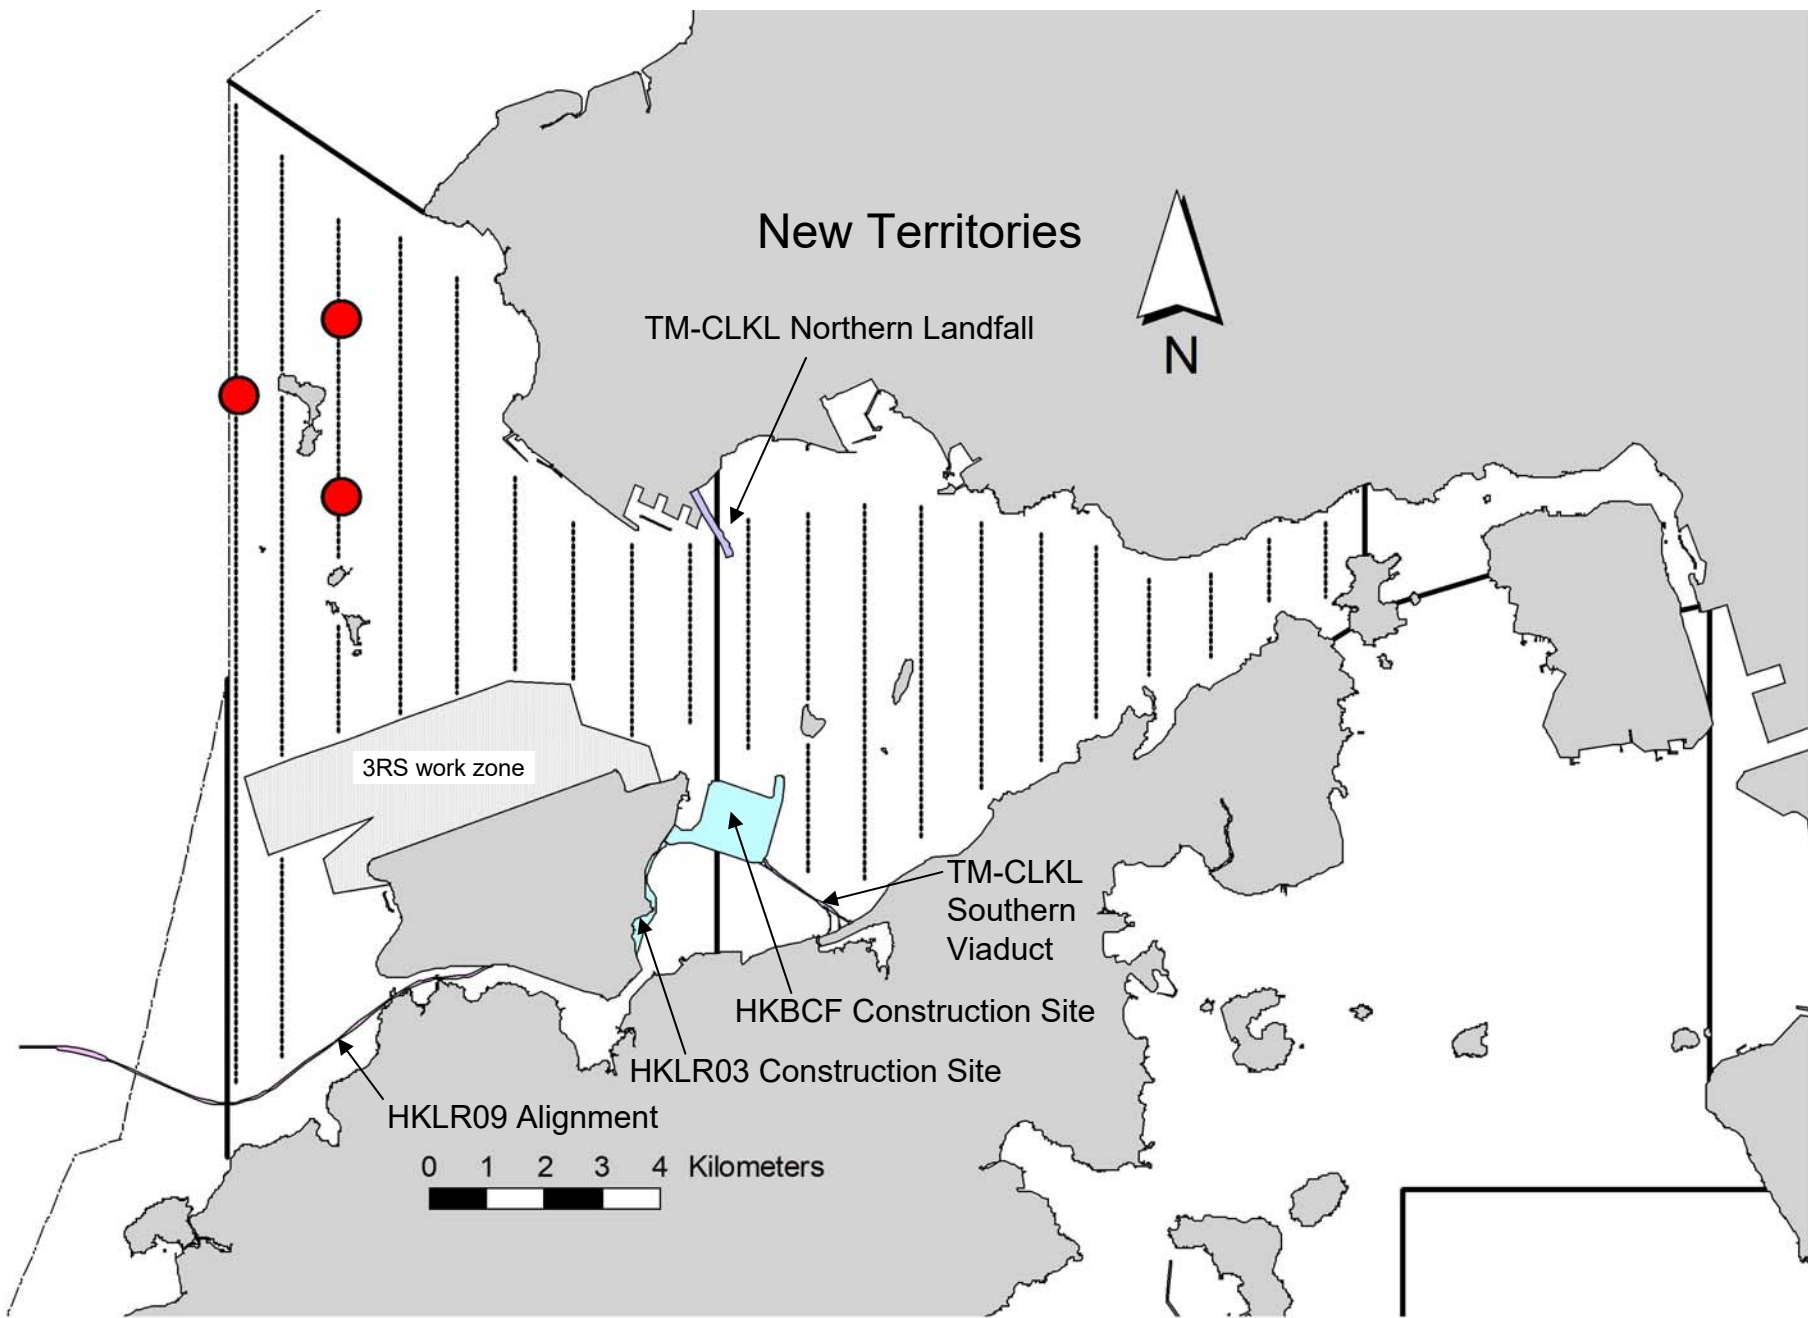 New Territories
TM-CLKL Northern Landfall
N
3RS work zone
TM-CLKL
Southern
Viaduct
HKBCF Construction Site
HKLR03 Construction Site
HKLR09 Alignment
0 1 2 3 4 Kilometers